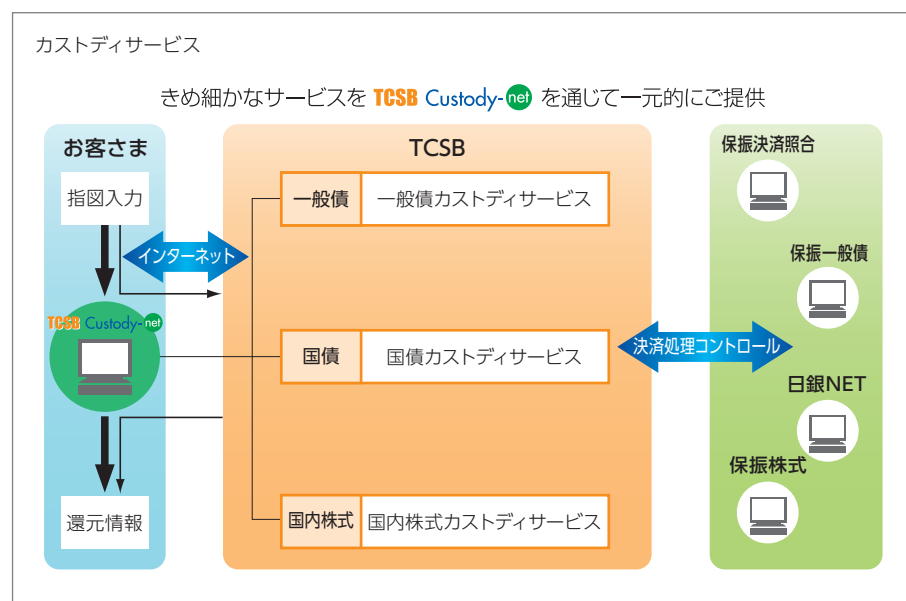 カストディサービス
きめ細かなサービスを TCSB Custody-net を通じて一元的にご提供
お客さま
指図入力
インターネット
TCSB Custody-net
還元情報
TCSB
一般債 一般債カストディサービス
国債 国債カストディサービス
国内株式 国内株式カストディサービス
決済処理コントロール
保振決済照合
保振一般債
日銀NET
保振株式